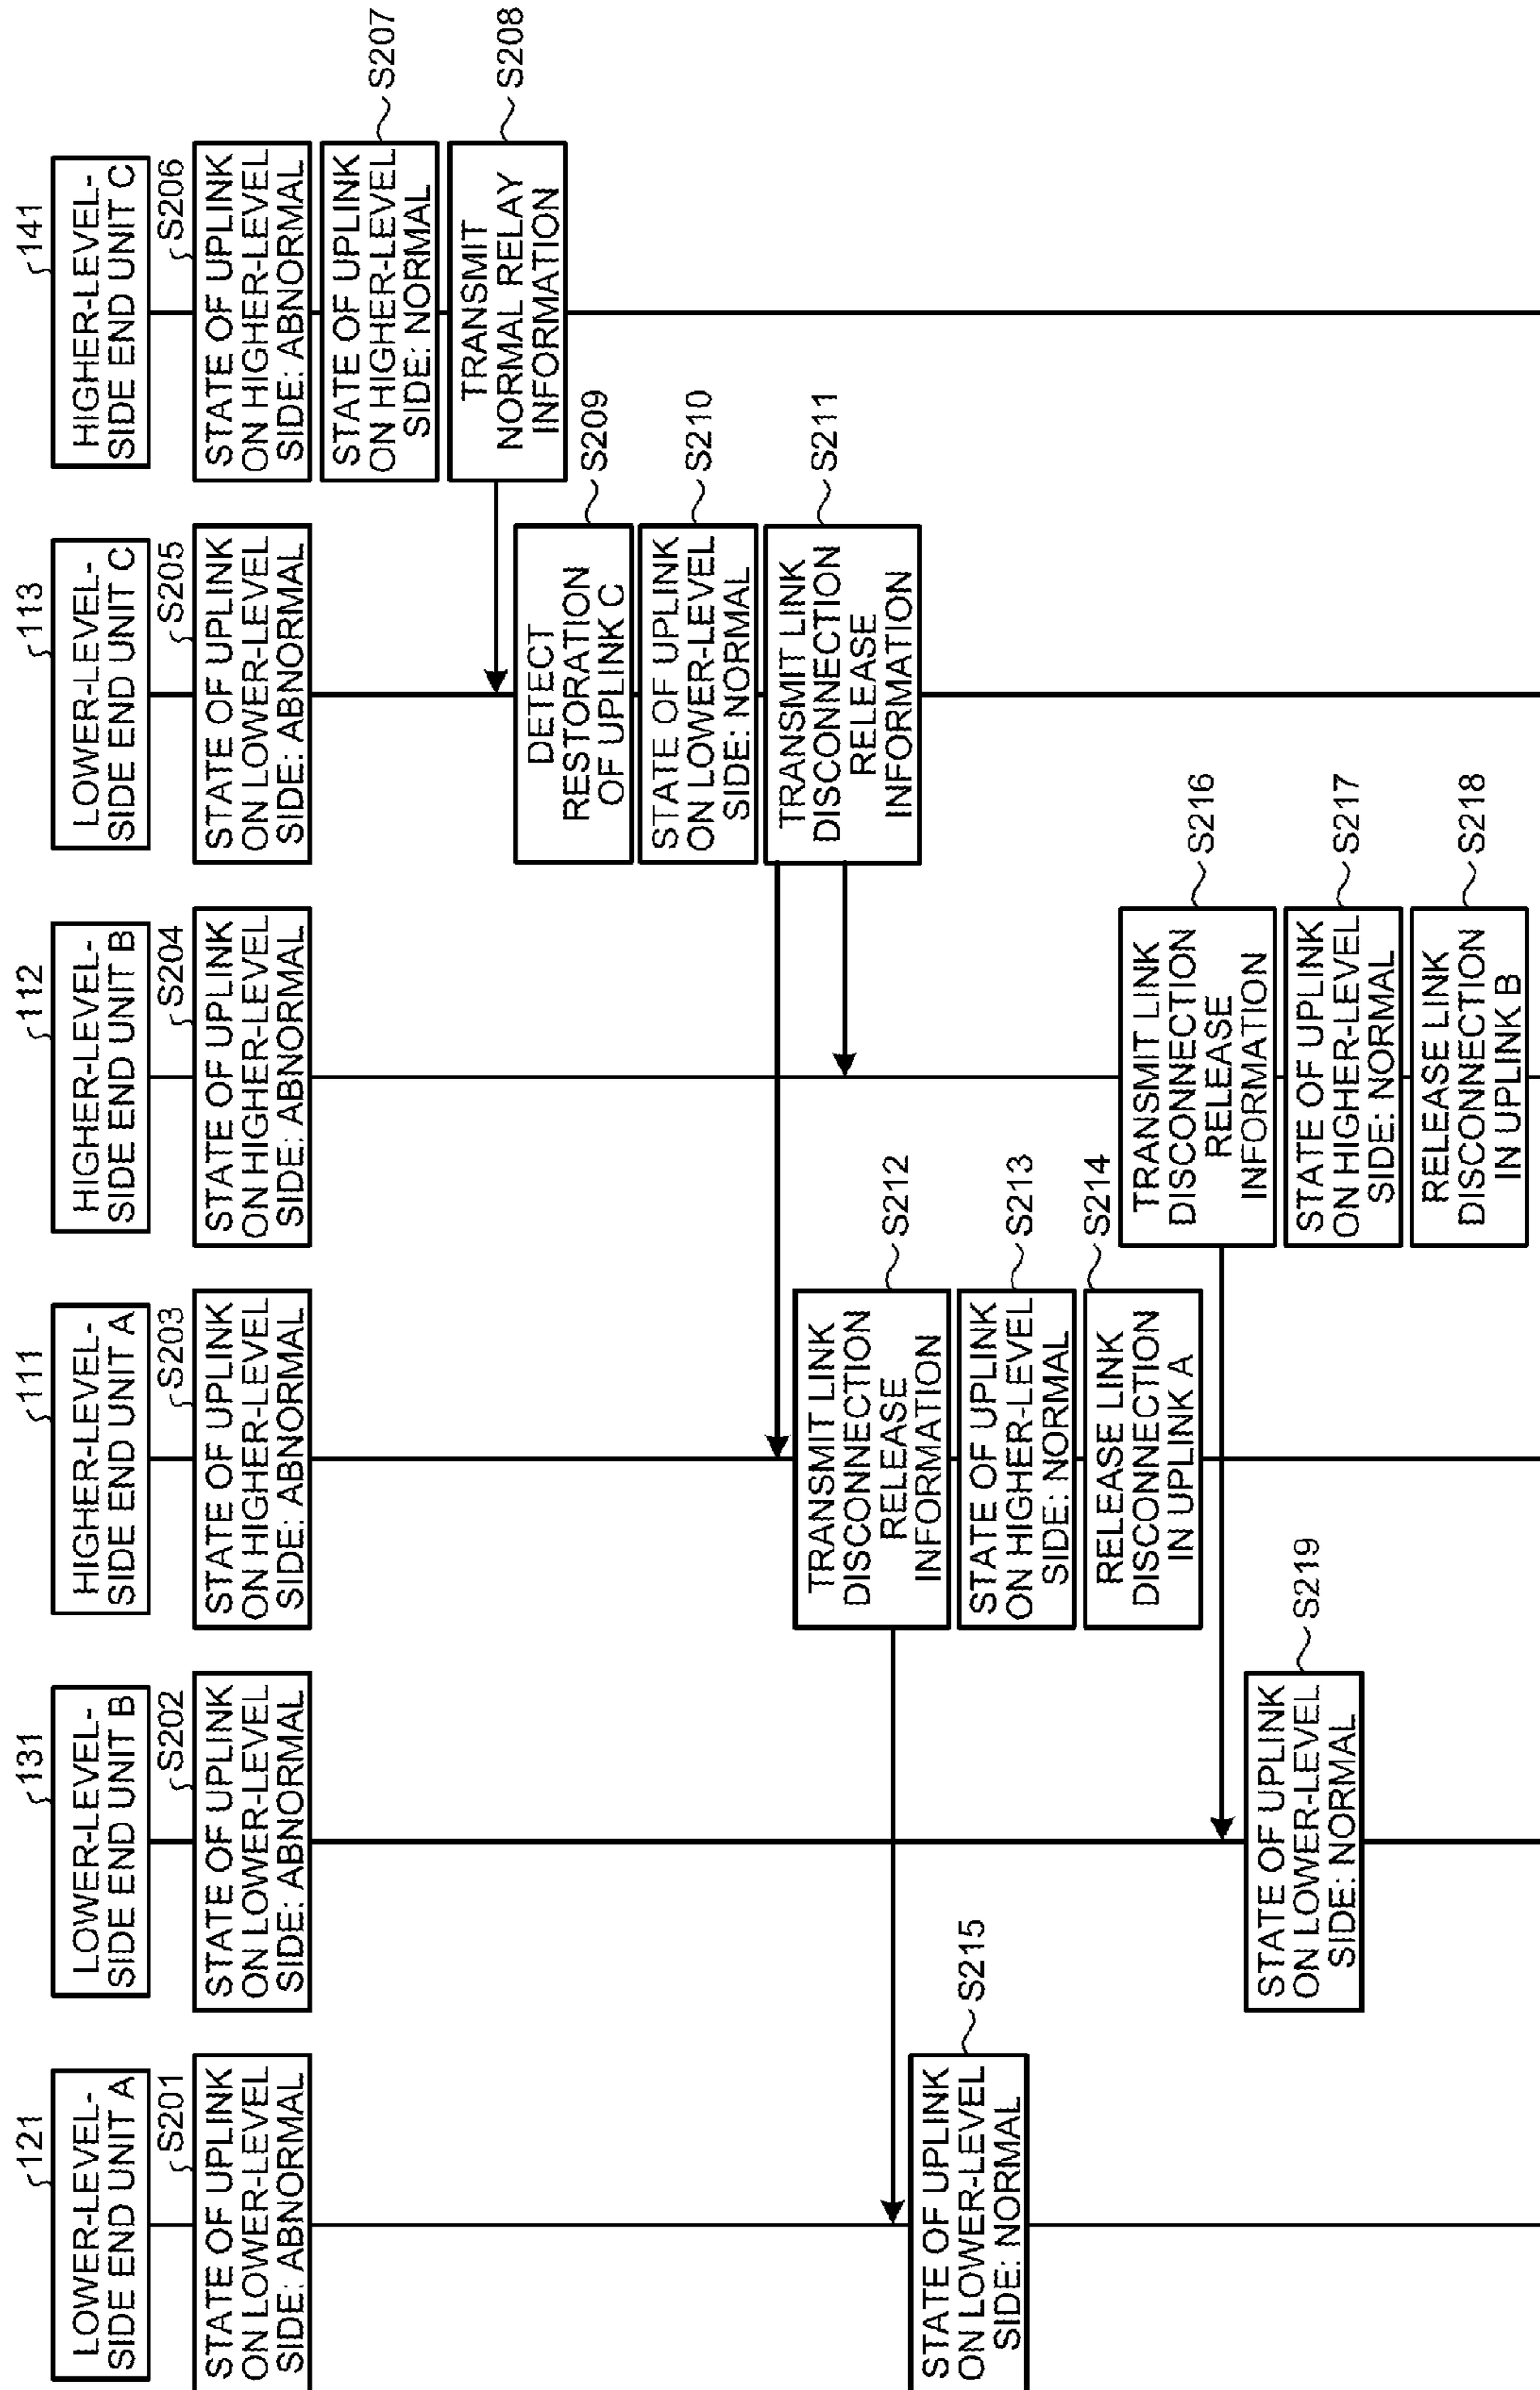 121
LOWER-LEVEL-
SIDE END UNIT A
131
LOWER-LEVEL-
SIDE END UNIT B
111
HIGHER-LEVEL-
SIDE END UNIT A
112
HIGHER-LEVEL-
SIDE END UNIT B
113
LOWER-LEVEL-
SIDE END UNIT C
141
HIGHER-LEVEL-
SIDE END UNIT C
S201
STATE OF UPLINK
ON LOWER-LEVEL
SIDE: ABNORMAL
S202
STATE OF UPLINK
ON LOWER-LEVEL
SIDE: ABNORMAL
S203
STATE OF UPLINK
ON HIGHER-LEVEL
SIDE: ABNORMAL
S204
STATE OF UPLINK
ON HIGHER-LEVEL
SIDE: ABNORMAL
S205
STATE OF UPLINK
ON LOWER-LEVEL
SIDE: ABNORMAL
S206
STATE OF UPLINK
ON HIGHER-LEVEL
SIDE: ABNORMAL
S207
STATE OF UPLINK
ON HIGHER-LEVEL
SIDE: NORMAL
S208
TRANSMIT
NORMAL RELAY
INFORMATION
S209
DETECT
RESTORATION
OF UPLINK C
S210
STATE OF UPLINK
ON LOWER-LEVEL
SIDE: NORMAL
S211
TRANSMIT LINK
DISCONNECTION
RELEASE
INFORMATION
S212
TRANSMIT LINK
DISCONNECTION
RELEASE
INFORMATION
S213
STATE OF UPLINK
ON HIGHER-LEVEL
SIDE: NORMAL
S214
RELEASE LINK
DISCONNECTION
IN UPLINK A
S215
STATE OF UPLINK
ON LOWER-LEVEL
SIDE: NORMAL
S216
TRANSMIT LINK
DISCONNECTION
RELEASE
INFORMATION
S217
STATE OF UPLINK
ON HIGHER-LEVEL
SIDE: NORMAL
S218
RELEASE LINK
DISCONNECTION
IN UPLINK B
S219
STATE OF UPLINK
ON LOWER-LEVEL
SIDE: NORMAL